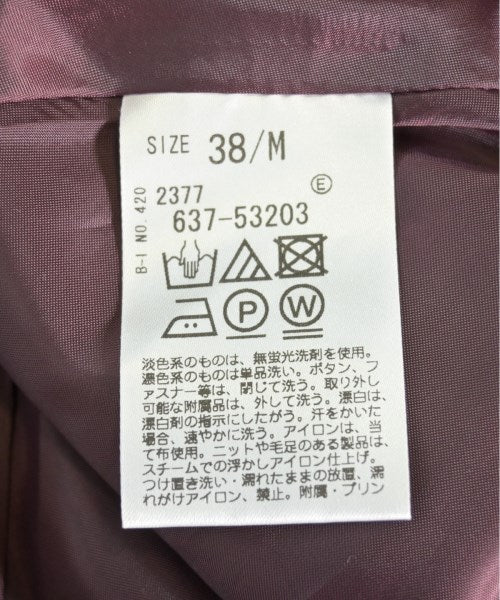 SIZE 38/M
B-I NO. 420
2377
E
637-53203
P
W
淡色系のものは、無蛍光洗剤を使用。
濃色系のものは単品洗い。ボタン、フ
ァスナー等は、閉じて洗う。取り外し
可能な附属品は、外して洗う。漂白は、
漂白剤の指示にしたがう。汗をかいた
場合、速やかに洗う。アイロンは、当
て布使用。ニットや毛足のある製品は、
スチームでの浮かしアイロン仕上げ。
つけ置き洗い・濡れたままの放置、濡
れがけアイロン、禁止。附属・プリン